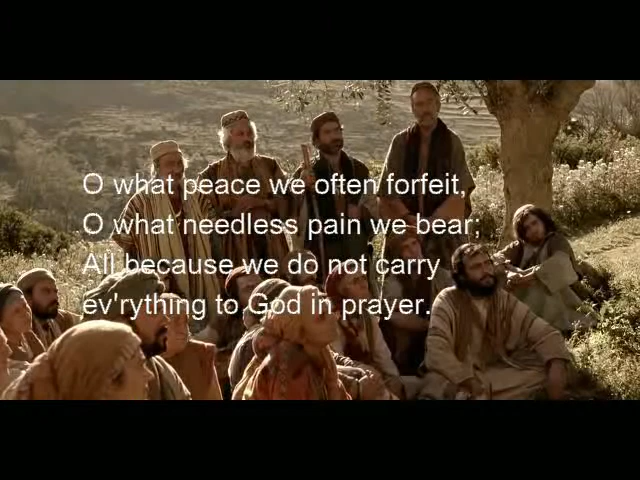 O what peace we often forfeit,
O what needless pain we bear;
All because we do not carry
ev'rything to God in prayer.